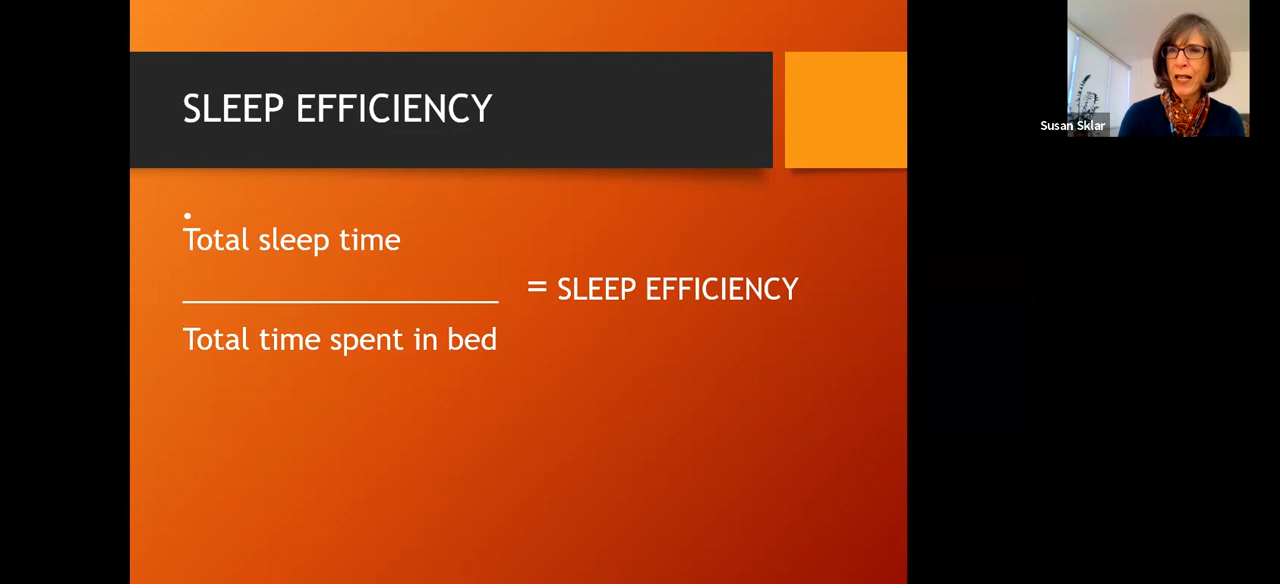 SLEEP EFFICIENCY
•
Total sleep time
= SLEEP EFFICIENCY
Total time spent in bed
Susan Sklar